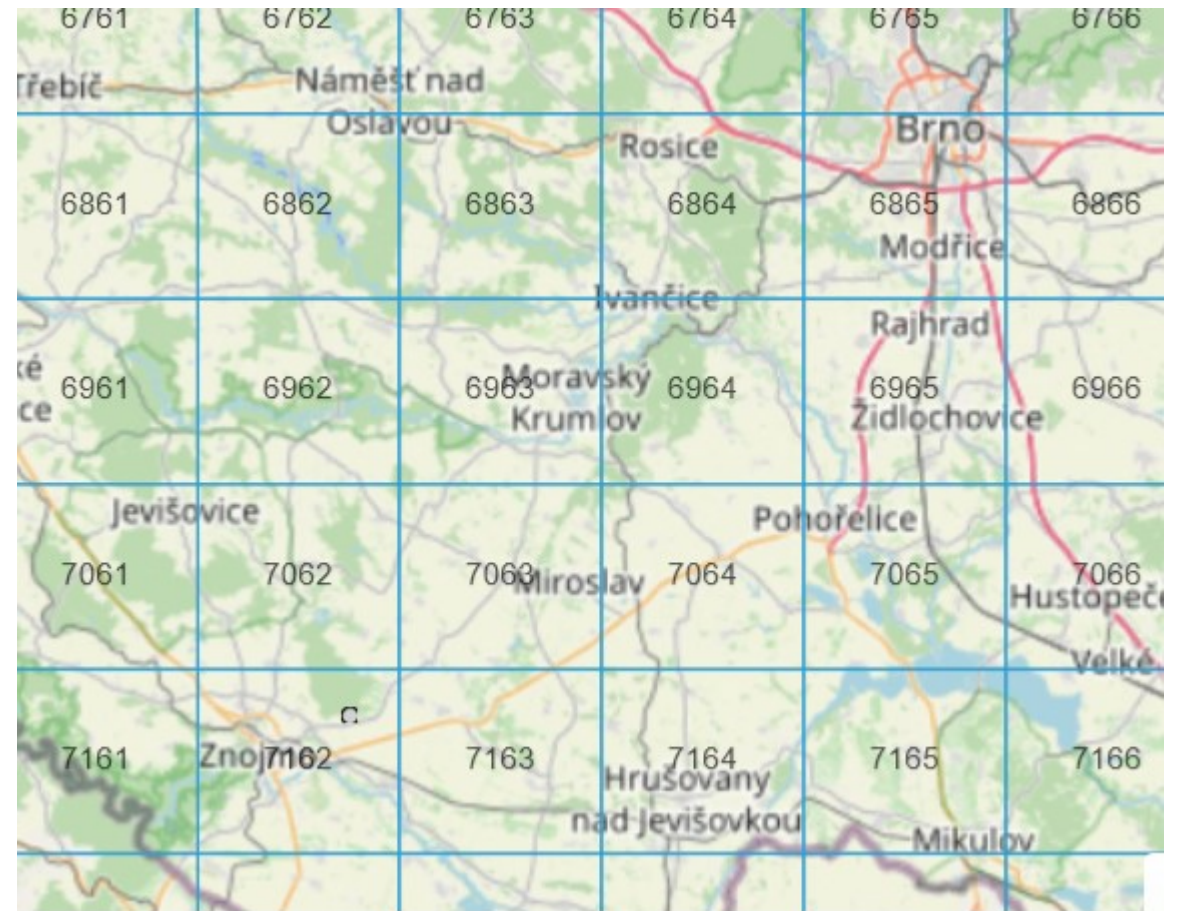 6761 6762 6763 6764 6765 6766
Třebíč Náměšť nad
Oslavou Rosice Brno
6861 6862 6863 6864 6865 6866
Modřice
Ivančice
Rajhrad
ké Moravský
6961 6962 6963 6964 6965 6966
ce Krumlov Židlochovice
Jevišovice Pohořelice
7061 7062 7063 Miroslav 7064 7065 7066
Hustopeče
Velké
Znojmo
7161 7162 7163 7164 7165 7166
Hrušovany
nad Jevišovkou
Mikulov